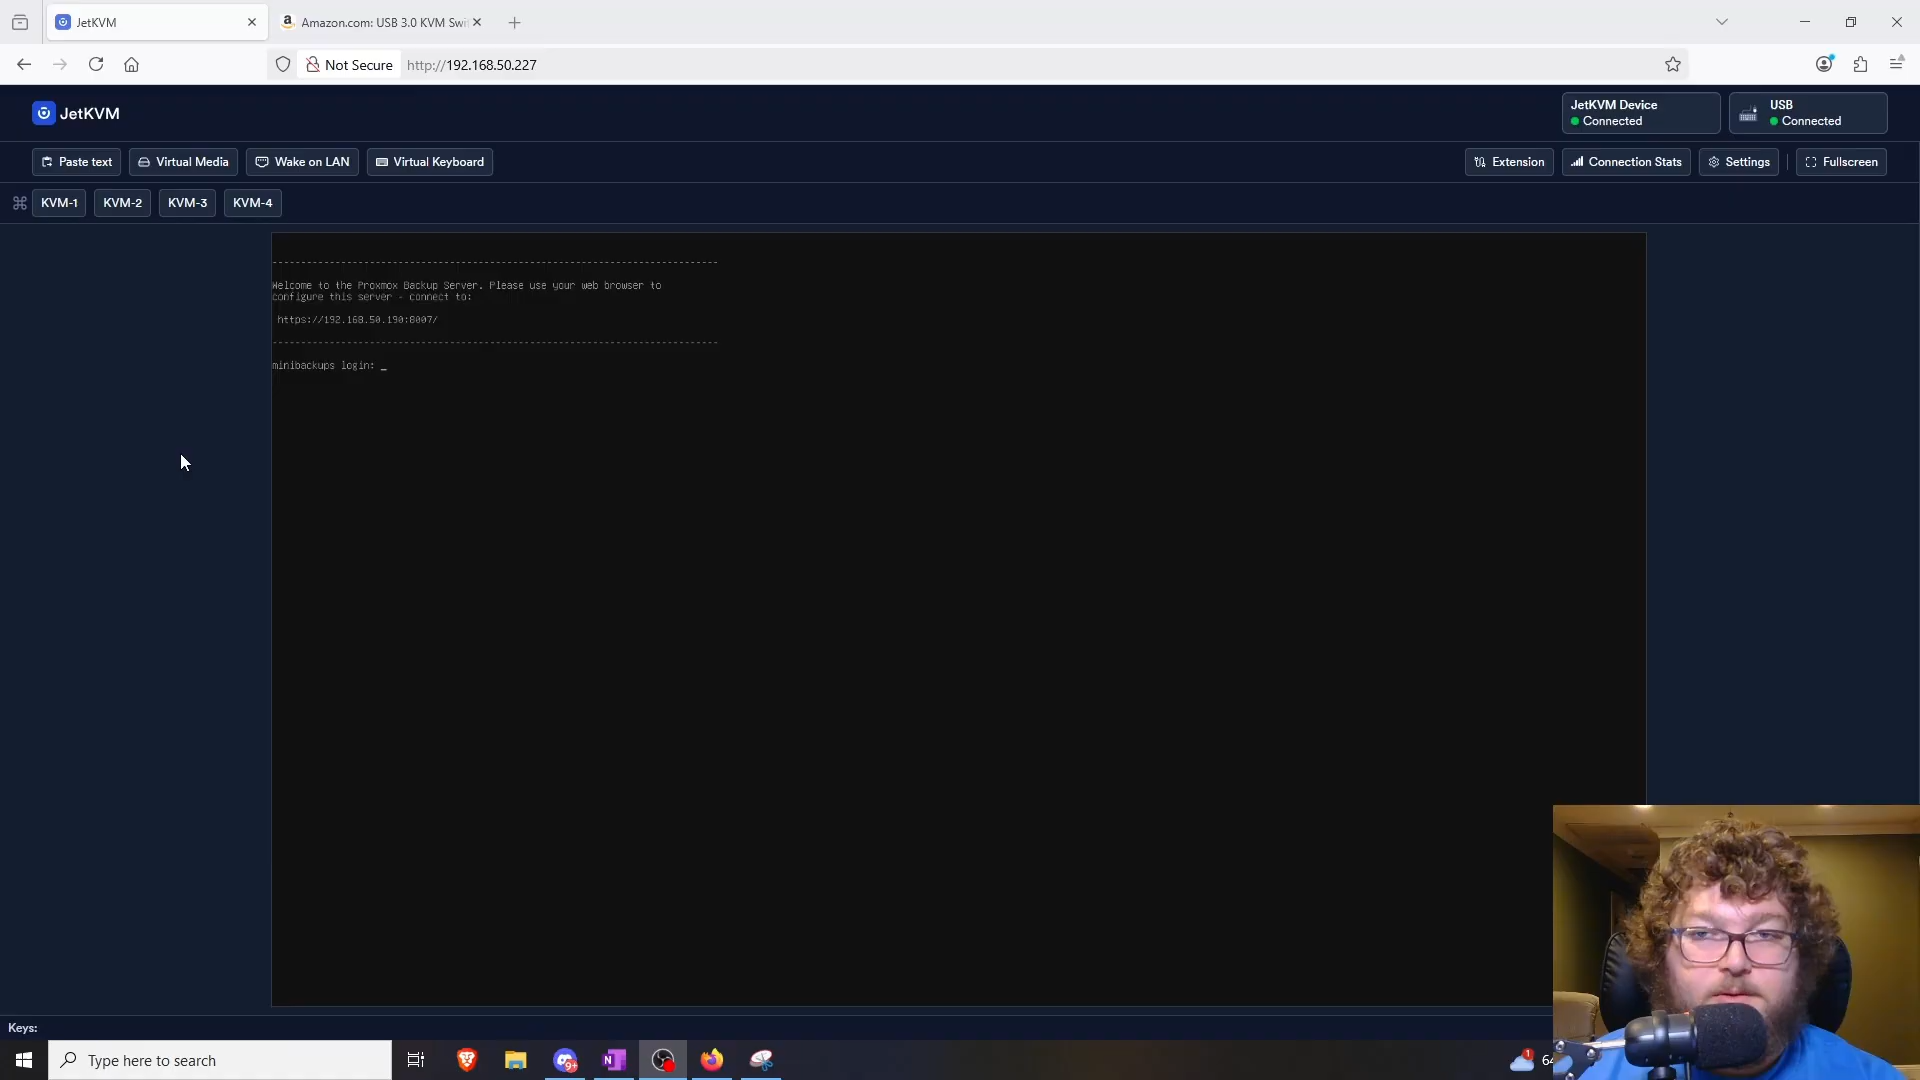 JetKVM
Amazon.com: USB 3.0 KVM Swi
Not Secure
http://192.168.50.227
JetKVM
JetKVM Device
Connected
USB
Connected
Paste text
Virtual Media
Wake on LAN
Virtual Keyboard
Extension
Connection Stats
Settings
Fullscreen
KVM-1
KVM-2
KVM-3
KVM-4
--------------------------------------------------------------------------------
Welcome to the Proxmox Backup Server. Please use your web browser to
configure this server - connect to:
https://192.168.50.190:8007/
--------------------------------------------------------------------------------
minibackups login: _
Keys:
Type here to search
9+
N
1
64